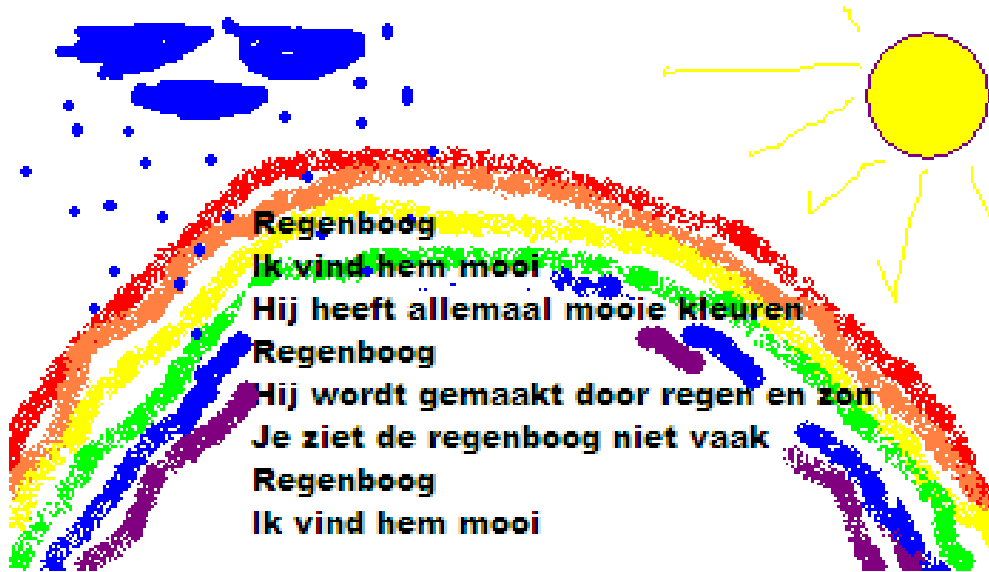 Regenboog
Ik vind hem mooi
Hij heeft allemaal mooie kleuren
Regenboog
Hij wordt gemaakt door regen en zon
Je ziet de regenboog niet vaak
Regenboog
Ik vind hem mooi